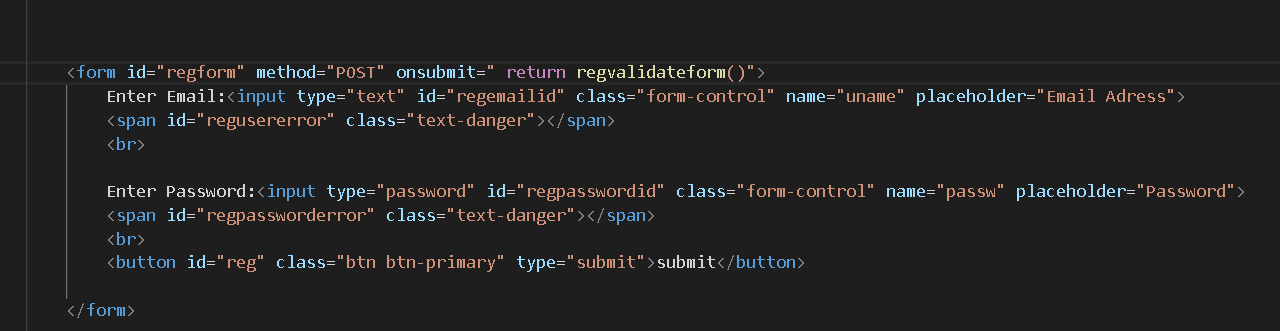 <form id="regform" method="POST" onsubmit=" return regvalidateform()">
Enter Email:<input type="text" id="regemailid" class="form-control" name="uname" placeholder="Email Adress">
<span id="regusererror" class="text-danger"></span>
<br>
Enter Password:<input type="password" id="regpasswordid" class="form-control" name="passw" placeholder="Password">
<span id="regpassworderror" class="text-danger"></span>
<br>
<button id="reg" class="btn btn-primary" type="submit">submit</button>
</form>